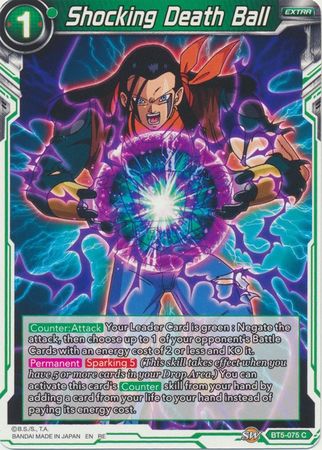 1
Shocking Death Ball
EXTRA
Counter:Attack Your Leader Card is green : Negate the
attack, then choose up to 1 of your opponent's Battle
Cards with an energy cost of 2 or less and KO it.
Permanent Sparking 5 (This skill takes effect when you
have 5 or more cards in your Drop Area.) You can
activate this card's Counter skill from your hand by
adding a card from your life to your hand instead of
paying its energy cost.
©B.S./S., T.A.
BANDAI MADE IN JAPAN EN RE
BT5-075 C